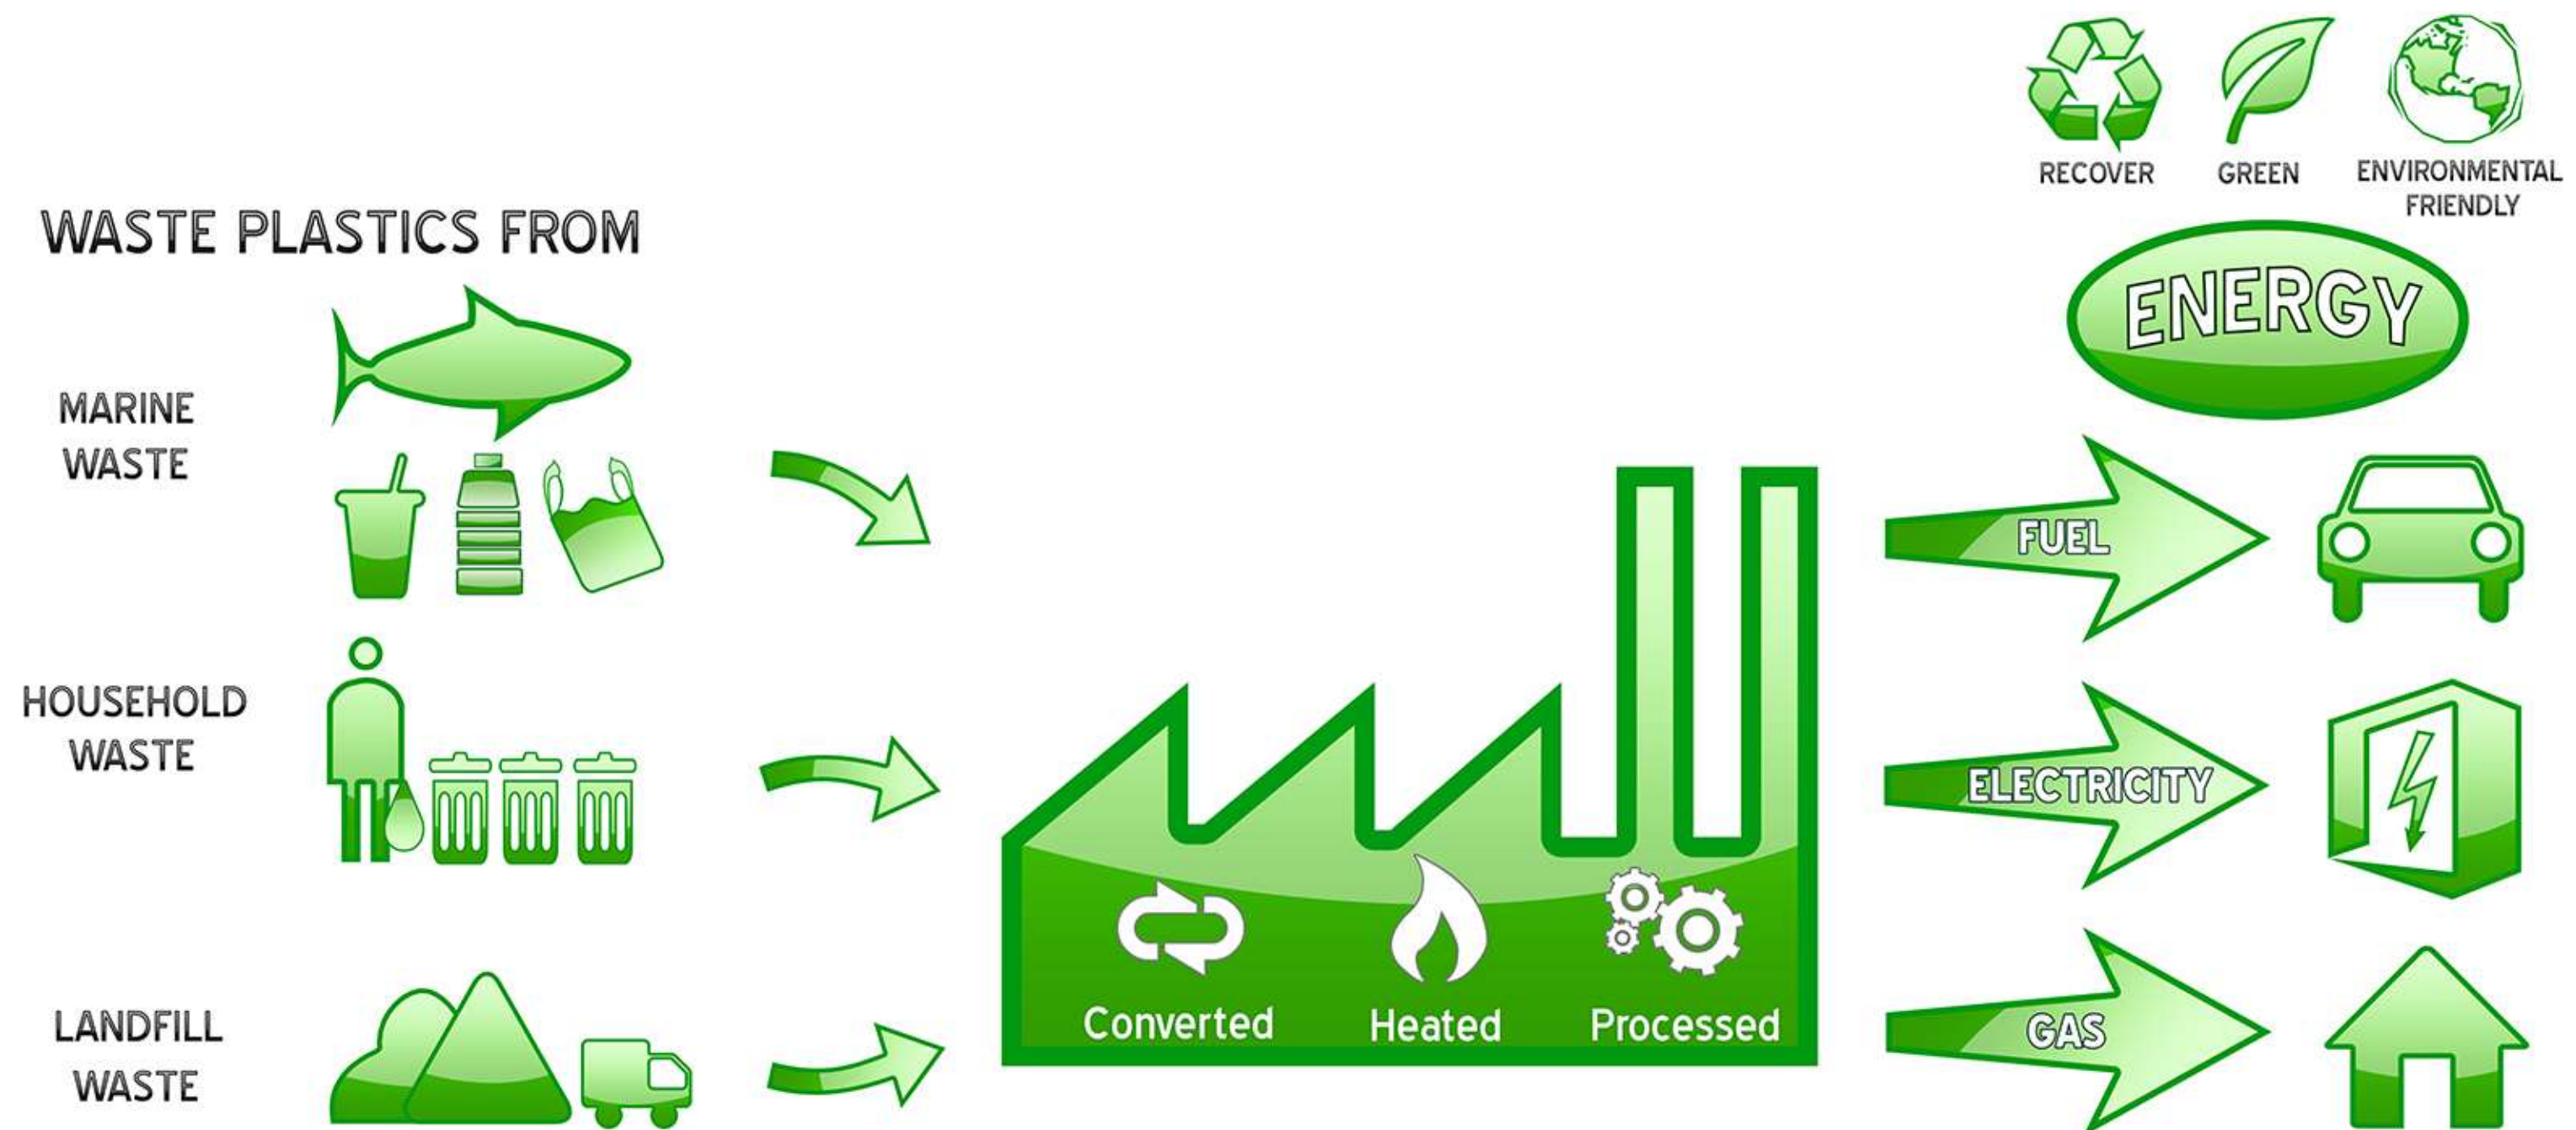 WASTE PLASTICS FROM
MARINE
WASTE
HOUSEHOLD
WASTE
LANDFILL
WASTE
Converted
Heated
Processed
RECOVER
GREEN
ENVIRONMENTAL
FRIENDLY
ENERGY
FUEL
ELECTRICITY
GAS